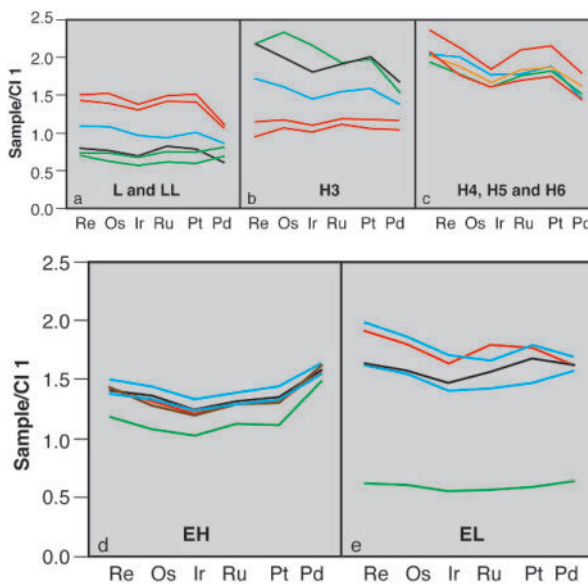 2.5
2.0
1.5
1.0
0.5
0.0
Sample/CI 1
a
L and LL
b
H3
c
H4, H5 and H6
Re Os Ir Ru Pt Pd
Re Os Ir Ru Pt Pd
Re Os Ir Ru Pt Pd
2.5
2.0
1.5
1.0
0.5
0.0
Sample/CI 1
d
EH
e
EL
Re Os Ir Ru Pt Pd
Re Os Ir Ru Pt Pd